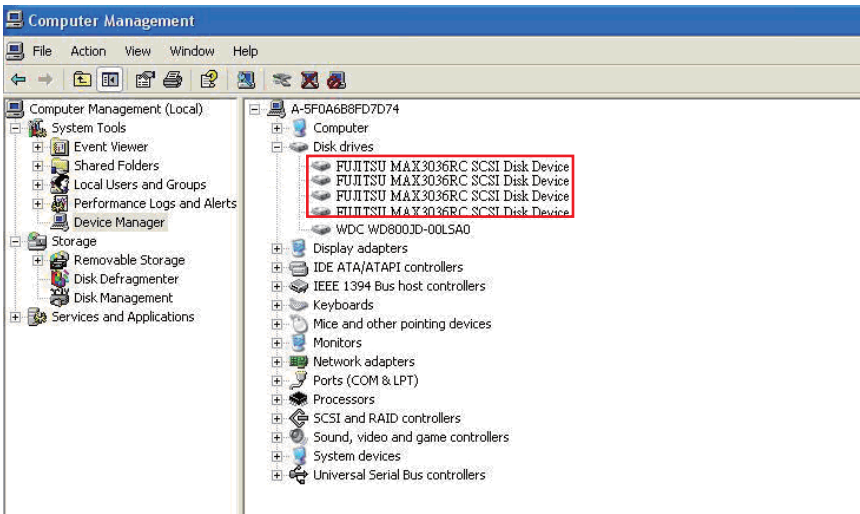 Computer Management
File Action View Window Help
Computer Management (Local)
System Tools
Event Viewer
Shared Folders
Local Users and Groups
Performance Logs and Alerts
Device Manager
Storage
Removable Storage
Disk Defragmenter
Disk Management
Services and Applications
A-5F0A6B8FD7D74
Computer
Disk drives
FUJITSU MAX3036RC SCSI Disk Device
FUJITSU MAX3036RC SCSI Disk Device
FUJITSU MAX3036RC SCSI Disk Device
FUJITSU MAX3036RC SCSI Disk Device
WDC WD800JD-00LSA0
Display adapters
IDE ATA/ATAPI controllers
IEEE 1394 Bus host controllers
Keyboards
Mice and other pointing devices
Monitors
Network adapters
Ports (COM & LPT)
Processors
SCSI and RAID controllers
Sound, video and game controllers
System devices
Universal Serial Bus controllers